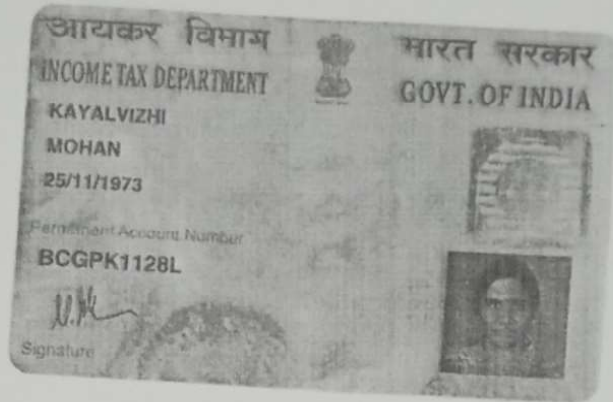 आयकर विभाग
INCOME TAX DEPARTMENT
भारत सरकार
GOVT. OF INDIA
KAYALVIZHI
MOHAN
25/11/1973
Permanent Account Number
BCGPK1128L
Signature